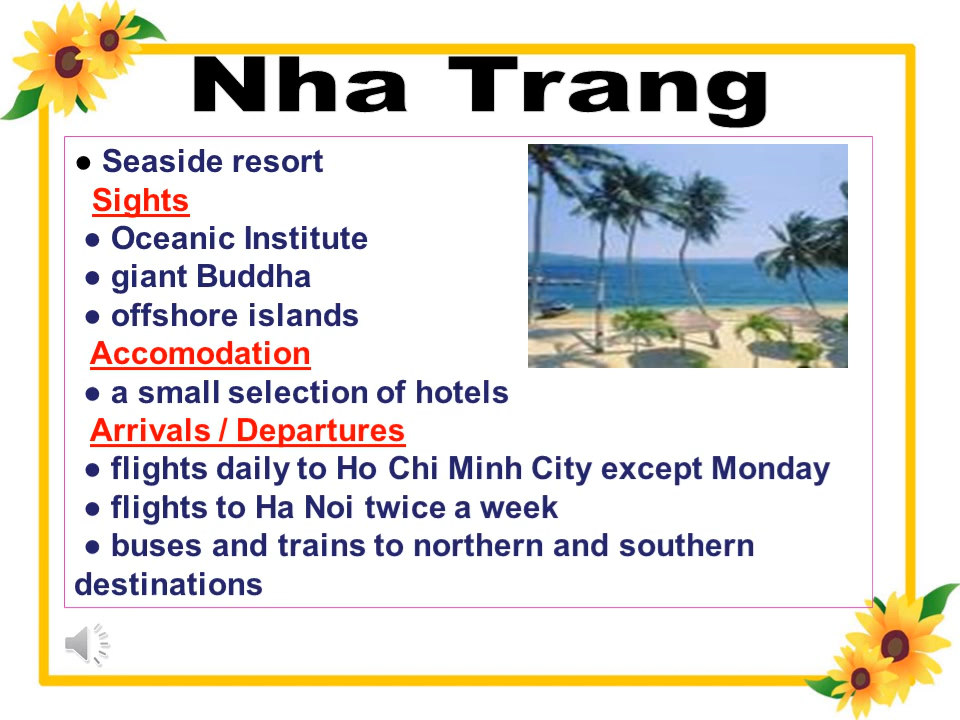 Nha Trang
● Seaside resort
Sights
● Oceanic Institute
● giant Buddha
● offshore islands
Accomodation
● a small selection of hotels
Arrivals / Departures
● flights daily to Ho Chi Minh City except Monday
● flights to Ha Noi twice a week
● buses and trains to northern and southern
destinations